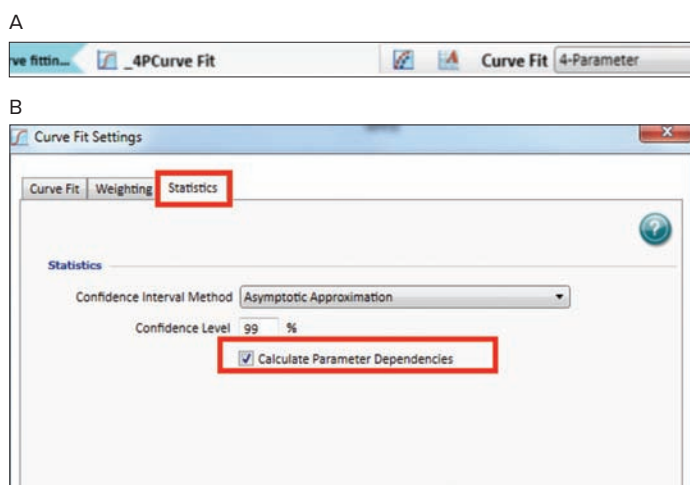 A
rve fittin... _4PCurve Fit Curve Fit 4-Parameter
B
Curve Fit Settings
Curve Fit Weighting Statistics
?
Statistics
Confidence Interval Method Asymptotic Approximation
Confidence Level 99 %
Calculate Parameter Dependencies